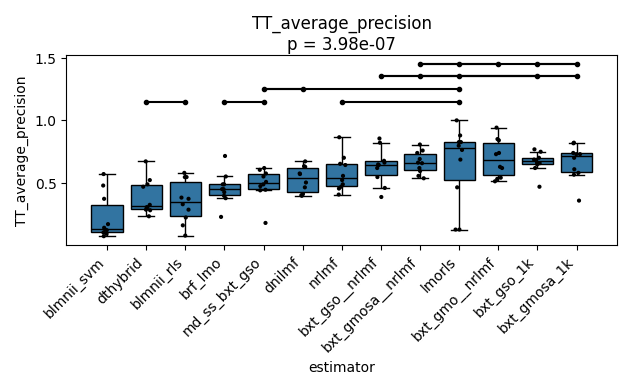 TT_average_precision
p = 3.98e-07
TT_average_precision
1.5
1.0
0.5
blmnii_svm
dthybrid
blmnii_rls
brf_lmo
md_ss_bxt_gso
dnilmf
nrlmf
bxt_gso__nrlmf
bxt_gmosa__nrlmf
lmorls
bxt_gmo__nrlmf
bxt_gso_1k
bxt_gmosa_1k
estimator